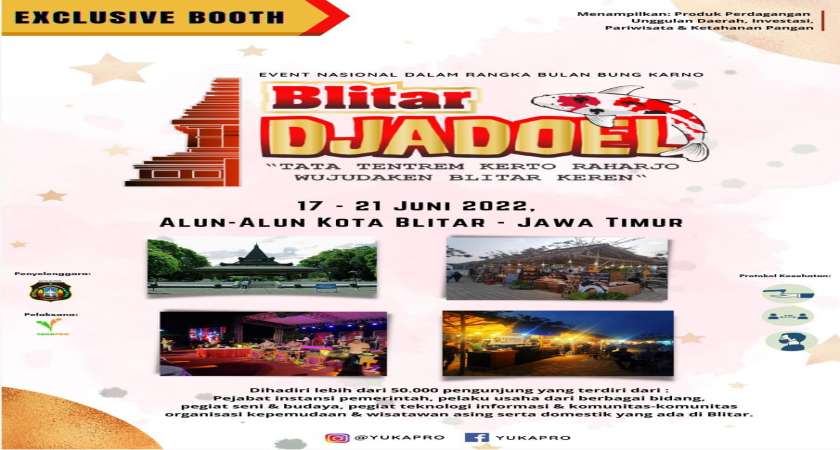 EXCLUSIVE BOOTH
Menampilkan: Produk Perdagangan
Unggulan Daerah, Investasi,
Pariwisata & Ketahanan Pangan
EVENT NASIONAL DALAM RANGKA BULAN BUNG KARNO
Blitar
DJADOEL
"TATA TENTREM KERTO RAHARJO
WUJUDAKEN BLITAR KEREN"
17 - 21 JUNI 2022,
ALUN-ALUN KOTA BLITAR - JAWA TIMUR
Penyelenggara:
Pelaksana:
YUKAPRO
Protokol Kesehatan:
Dihadiri lebih dari 50.000 pengunjung yang terdiri dari :
Pejabat instansi pemerintah, pelaku usaha dari berbagai bidang,
pegiat seni & budaya, pegiat teknologi informasi & komunitas-komunitas
organisasi kepemudaan & wisatawan asing serta domestik yang ada di Blitar.
@YUKAPRO
YUKAPRO